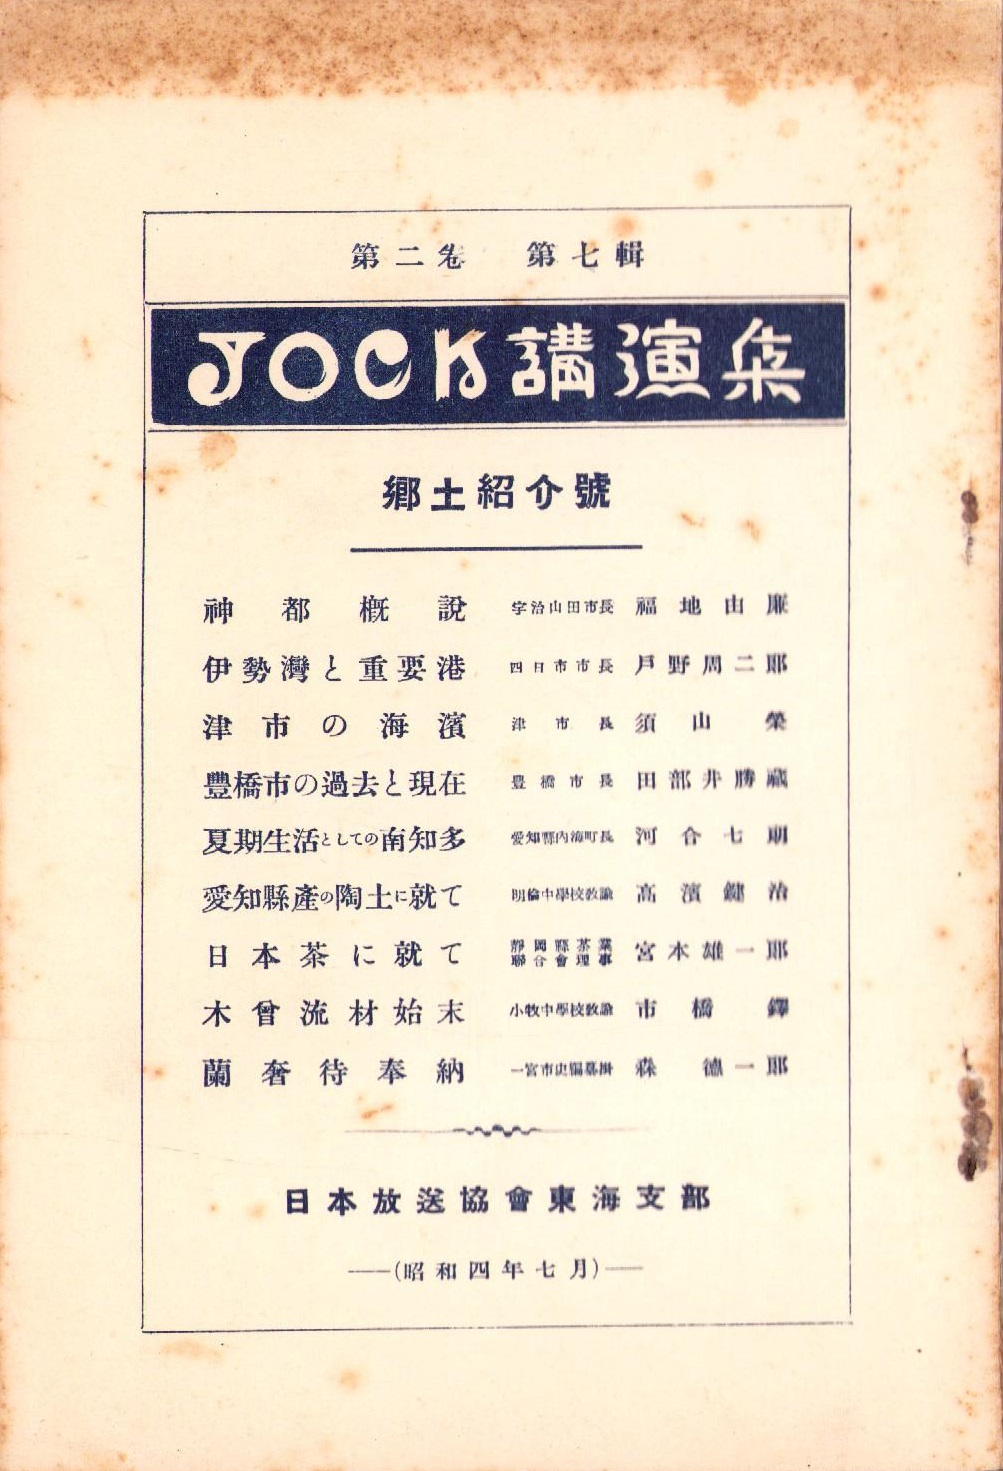 第二卷　第七輯
JOCK講演集
郷土紹介號
神都概說　宇治山田市長　福地由廉
伊勢灣と重要港　四日市市長　戸野周二郎
津市の海濱　津市長　須山榮
豐橋市の過去と現在　豊橋市長　田部井勝藏
夏期生活としての南知多　愛知縣內海町長　河合七朗
愛知縣產の陶土に就て　明倫中學校教諭　高濱鍵治
日本茶に就て　靜岡縣茶業聯合會理事　宮本雄一郎
木曾流材始末　小牧中學校教諭　市橋鐸
蘭奢待奉納　一宮市史編纂掛　森德一郎
日本放送協會東海支部
──(昭和四年七月)──